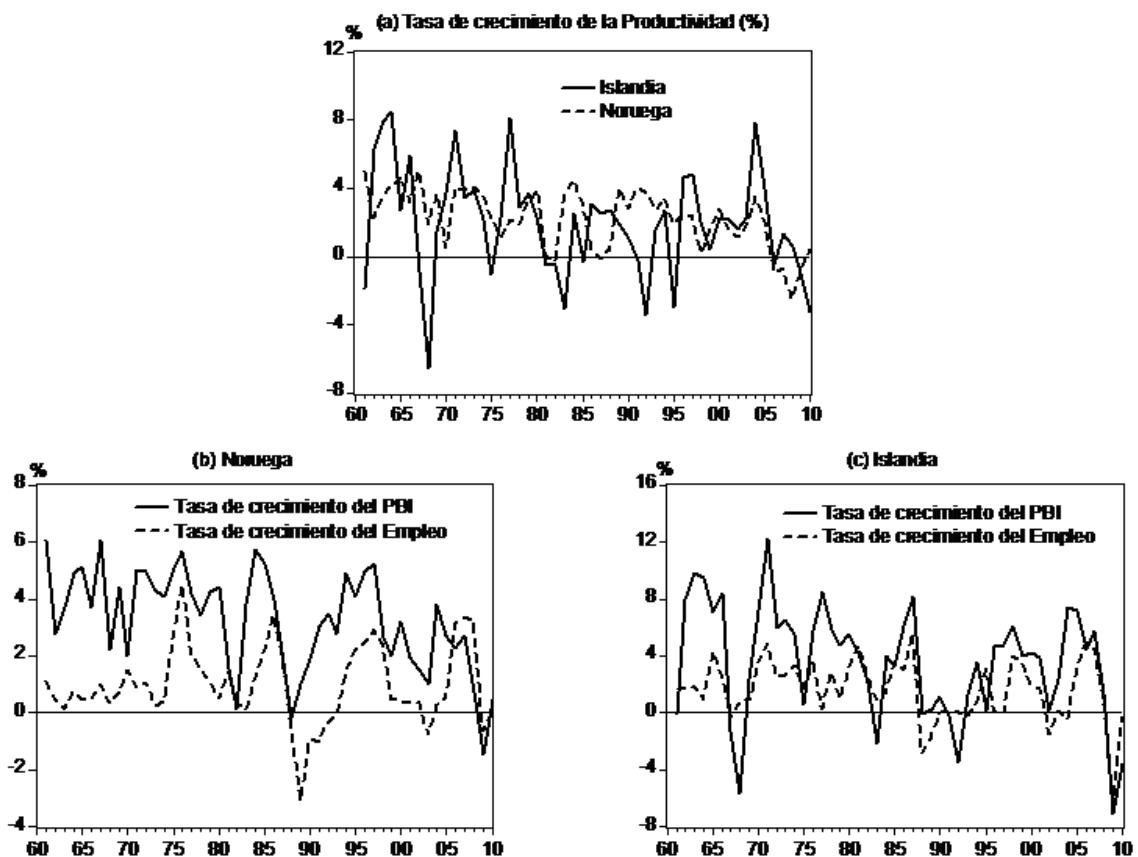 (a) Tasa de crecimiento de la Productividad (%)
%
12
8
4
0
-4
-8
Islandia
Noruega
60 65 70 75 80 85 90 95 00 05 10
(b) Noruega
%
8
6
4
2
0
-2
-4
Tasa de crecimiento del PBI
Tasa de crecimiento del Empleo
60 65 70 75 80 85 90 95 00 05 10
(c) Islandia
%
16
12
8
4
0
-4
-8
Tasa de crecimiento del PBI
Tasa de crecimiento del Empleo
60 65 70 75 80 85 90 95 00 05 10